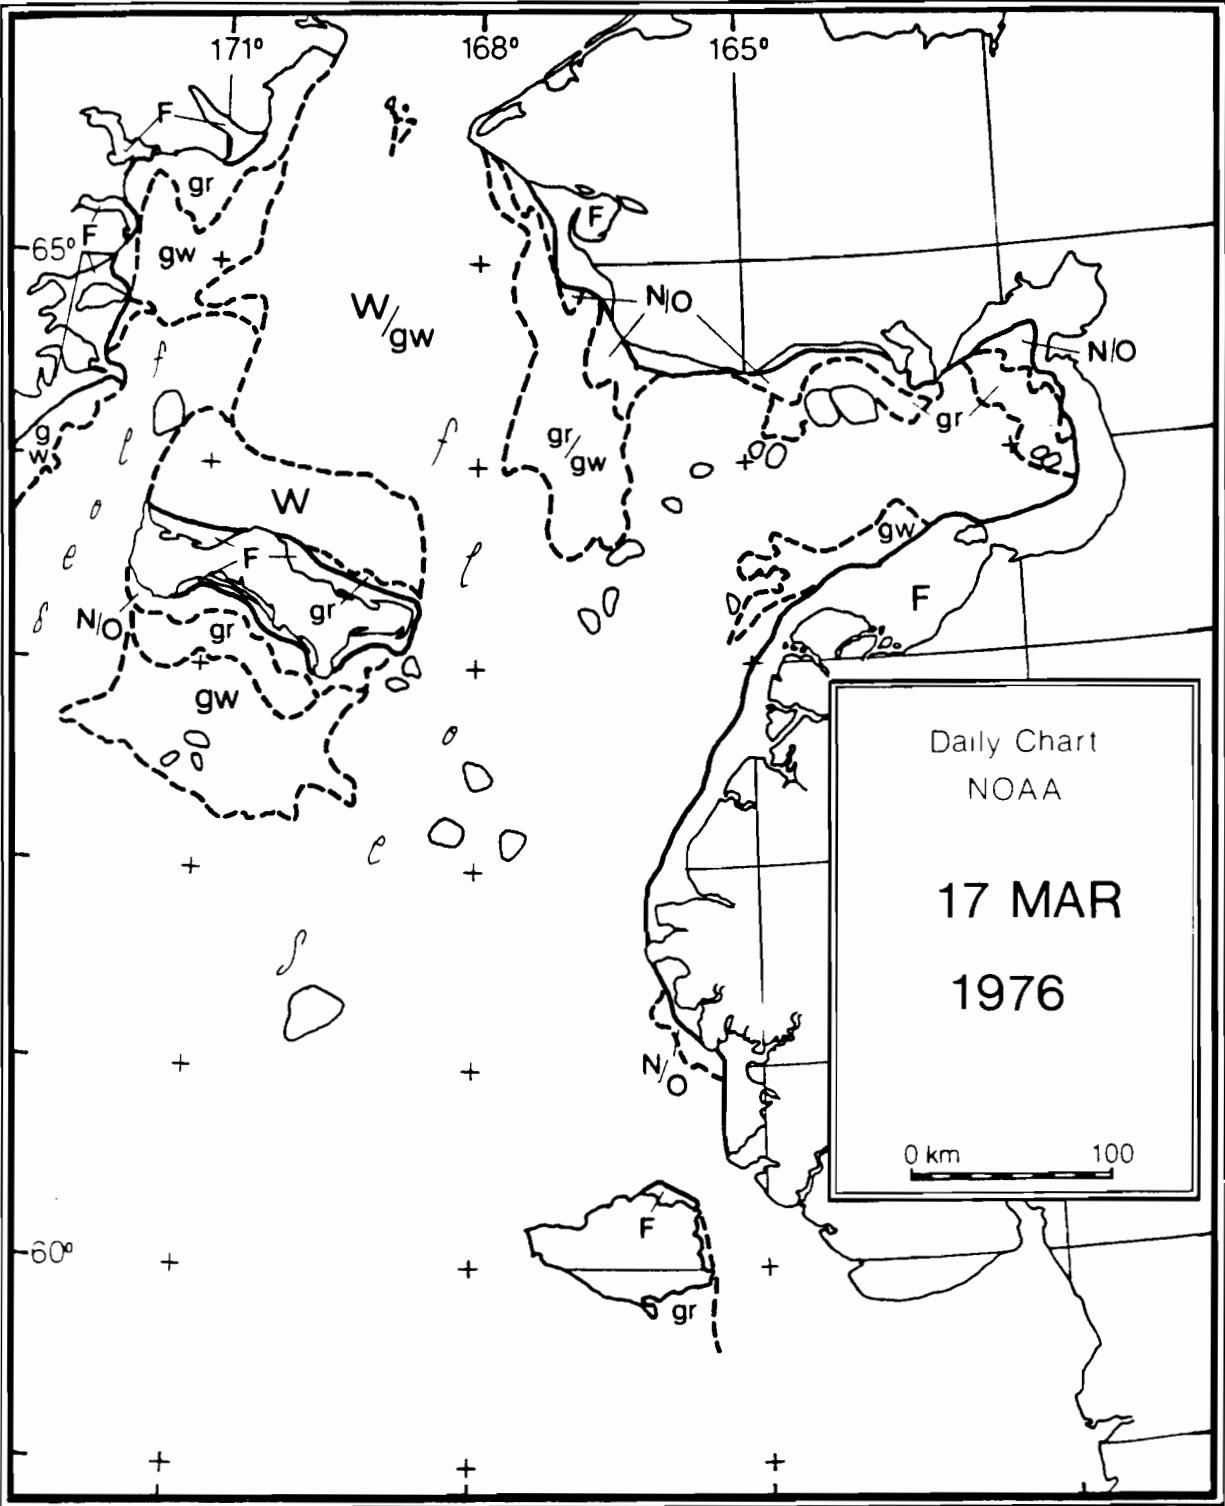 171° 168° 165°
F
gr
F
F
65°
gw
W/gw
N/O
N/O
f
g
w
gr
f
gr/gw
l
W
o
gw
e
F
l
F
gr
N/O
gr
gw
Daily Chart
NOAA
o
e
17 MAR
1976
N/O
0 km 100
F
60°
gr